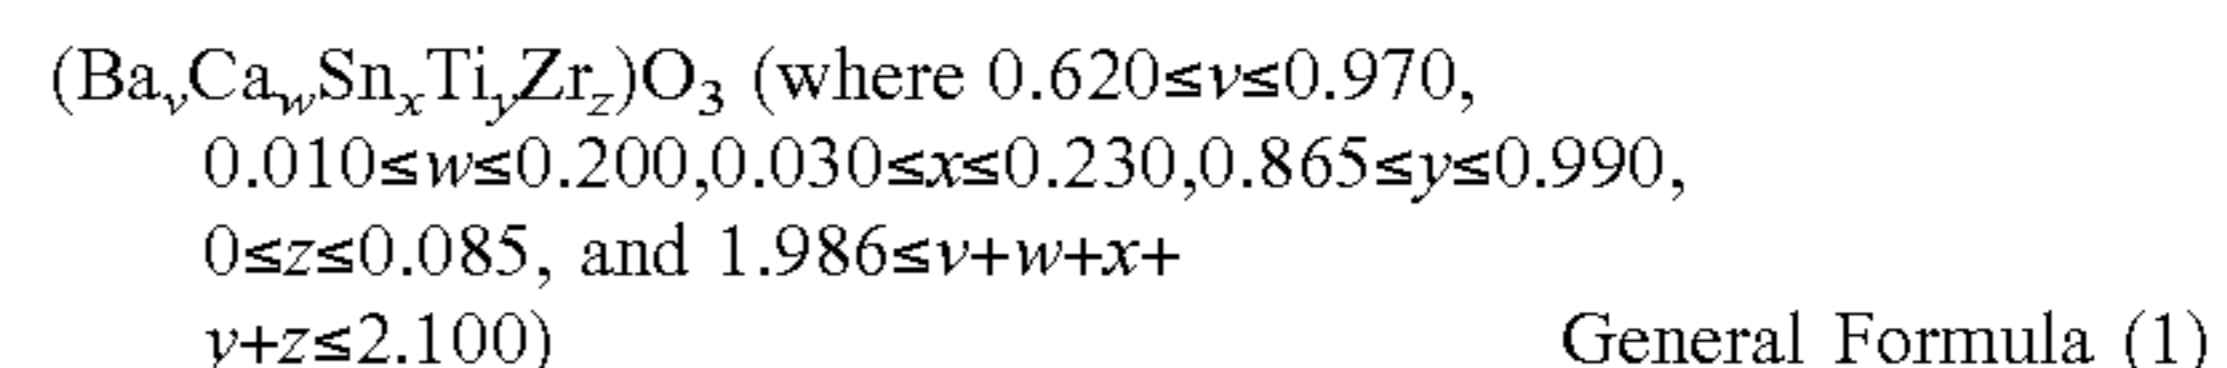 (Ba_vCa_wSn_xTi_yZr_z)O_3 (where 0.620≤v≤0.970,
0.010≤w≤0.200,0.030≤x≤0.230,0.865≤y≤0.990,
0≤z≤0.085, and 1.986≤v+w+x+
y+z≤2.100) General Formula (1)